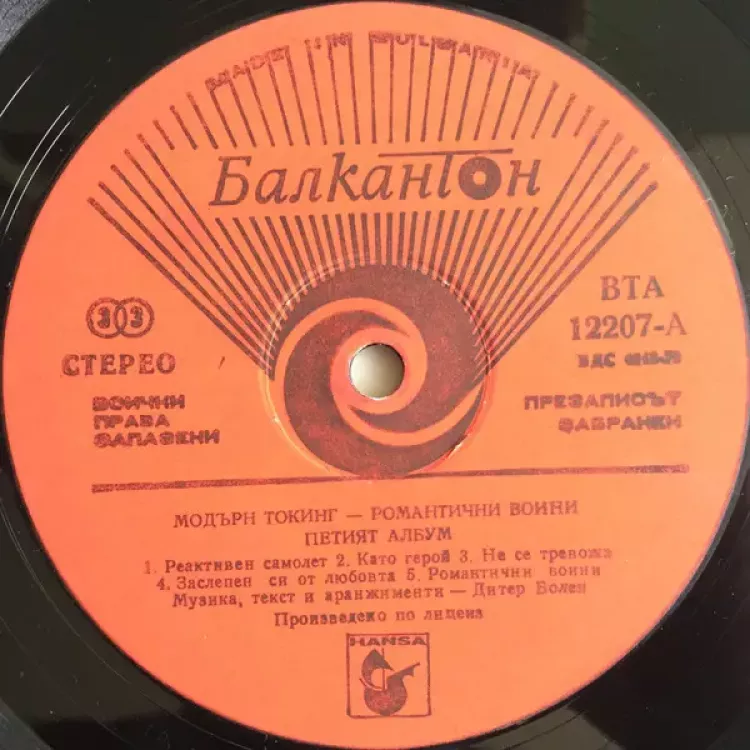 MADE IN BULGARIA
Балкантон
33
СТЕРЕО
ВСИЧКИ
ПРАВА
ЗАПАЗЕНИ
ВТА
12207-А
БДС
ПРЕЗАПИСЪТ
ЗАБРАНЕН
МОДЪРН ТОКИНГ — РОМАНТИЧНИ ВОИНИ
ПЕТИЯТ АЛБУМ
1. Реактивен самолет 2. Като герой 3. Не се тревожа
4. Заслепен си от любовта 5. Романтични воини
Музика, текст и аранжименти — Дитер Болен
Произведено по лиценз
HANSA